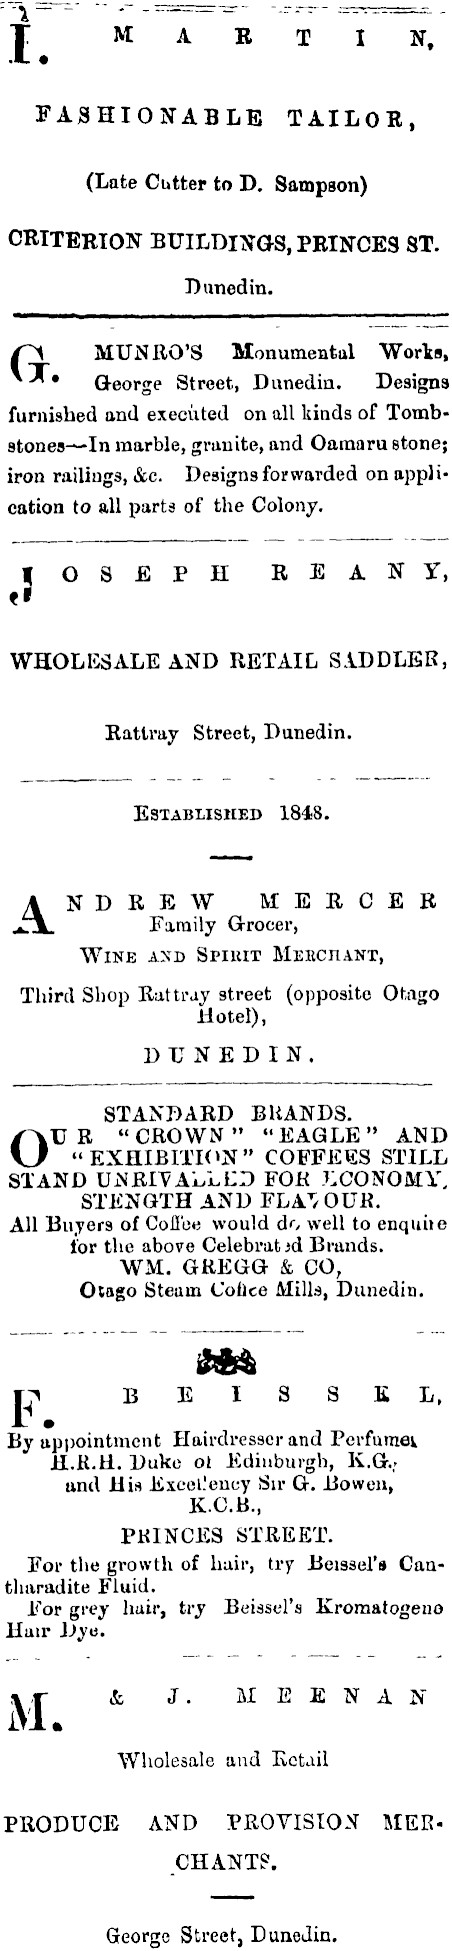 I. MARTIN,
FASHIONABLE TAILOR,
(Late Cutter to D. Sampson)
CRITERION BUILDINGS, PRINCES ST.
Dunedin.
G. MUNRO'S Monumental Works,
George Street, Dunedin. Designs
furnished and executed on all kinds of Tomb-
stones—In marble, granite, and Oamaru stone;
iron railings, &c. Designs forwarded on appli-
cation to all parts of the Colony.
JOSEPH REANY,
WHOLESALE AND RETAIL SADDLER,
Rattray Street, Dunedin.
ESTABLISHED 1848.
ANDREW MERCER
Family Grocer,
WINE AND SPIRIT MERCHANT,
Third Shop Rattray street (opposite Otago
Hotel),
DUNEDIN.
STANDARD BRANDS.
OUR "CROWN" "EAGLE" AND
"EXHIBITION" COFFEES STILL
STAND UNRIVALLED FOR ECONOMY,
STENGTH AND FLAVOUR.
All Buyers of Coffee would do well to enquire
for the above Celebrated Brands.
WM. GREGG & CO,
Otago Steam Coffee Mills, Dunedin.
F. BEISSEL,
By appointment Hairdresser and Perfumer
H.R.H. Duke of Edinburgh, K.G.,
and His Excellency Sir G. Bowen,
K.C.B.,
PRINCES STREET.
For the growth of hair, try Beissel's Can-
tharadite Fluid.
For grey hair, try Beissel's Kromatogene
Hair Dye.
M. & J. MEENAN
Wholesale and Retail
PRODUCE AND PROVISION MER-
CHANTS.
George Street, Dunedin.